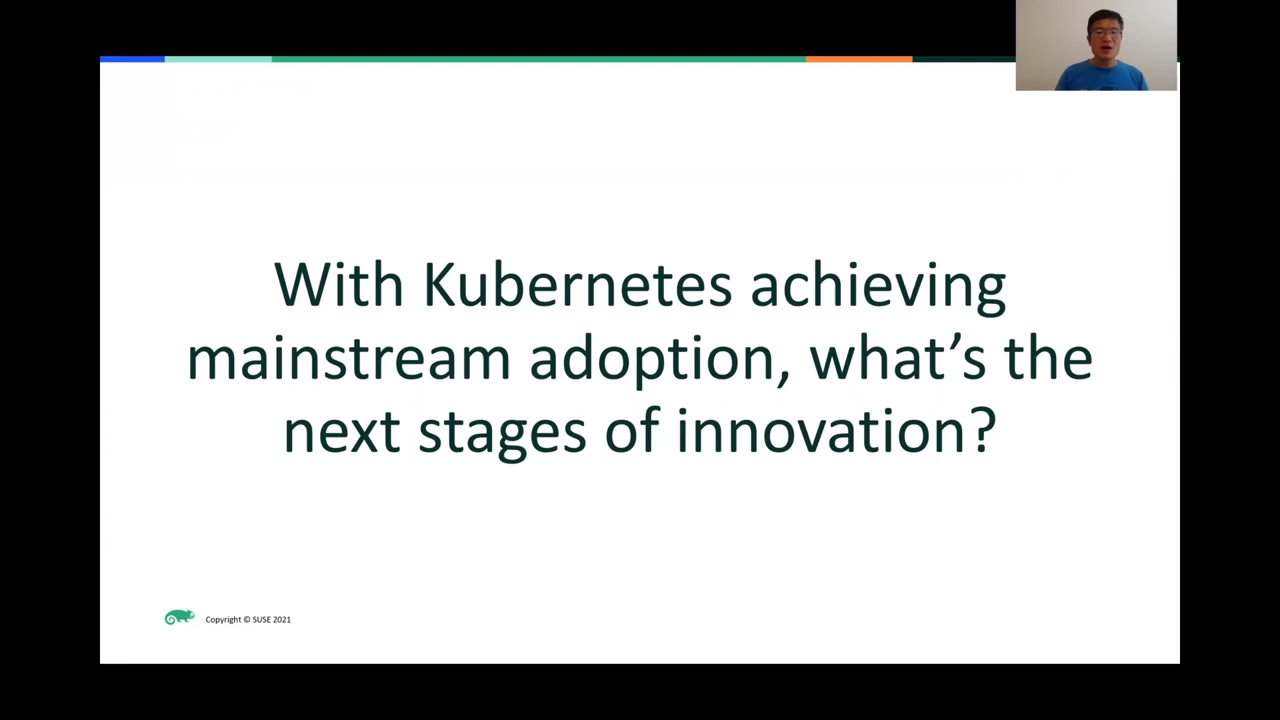 With Kubernetes achieving
mainstream adoption, what’s the
next stages of innovation?
Copyright © SUSE 2021